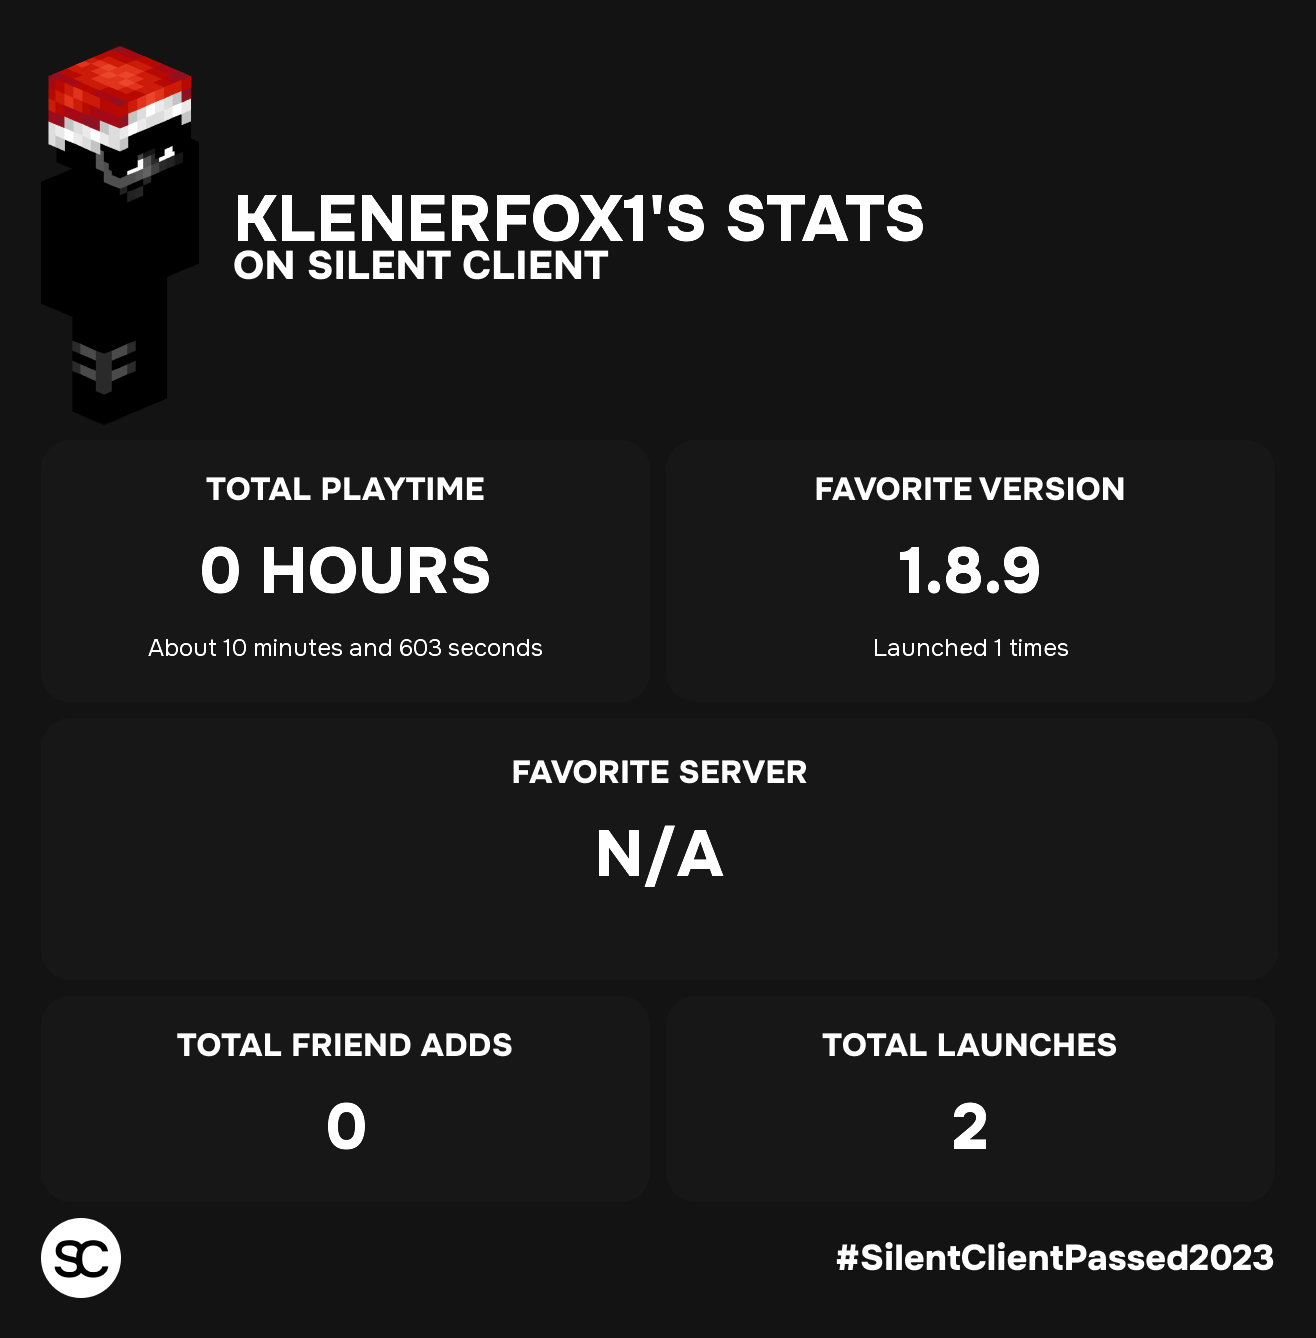 KLENERFOX1'S STATS
ON SILENT CLIENT
TOTAL PLAYTIME
0 HOURS
About 10 minutes and 603 seconds
FAVORITE VERSION
1.8.9
Launched 1 times
FAVORITE SERVER
N/A
TOTAL FRIEND ADDS
0
TOTAL LAUNCHES
2
SC
#SilentClientPassed2023